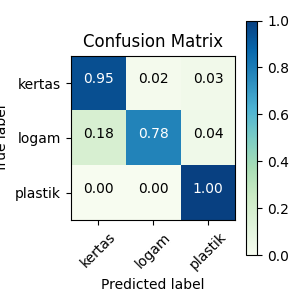 Confusion Matrix
kertas 0.95 0.02 0.03
logam 0.18 0.78 0.04
plastik 0.00 0.00 1.00
kertas logam plastik
Predicted label
True label
1.0
0.8
0.6
0.4
0.2
0.0